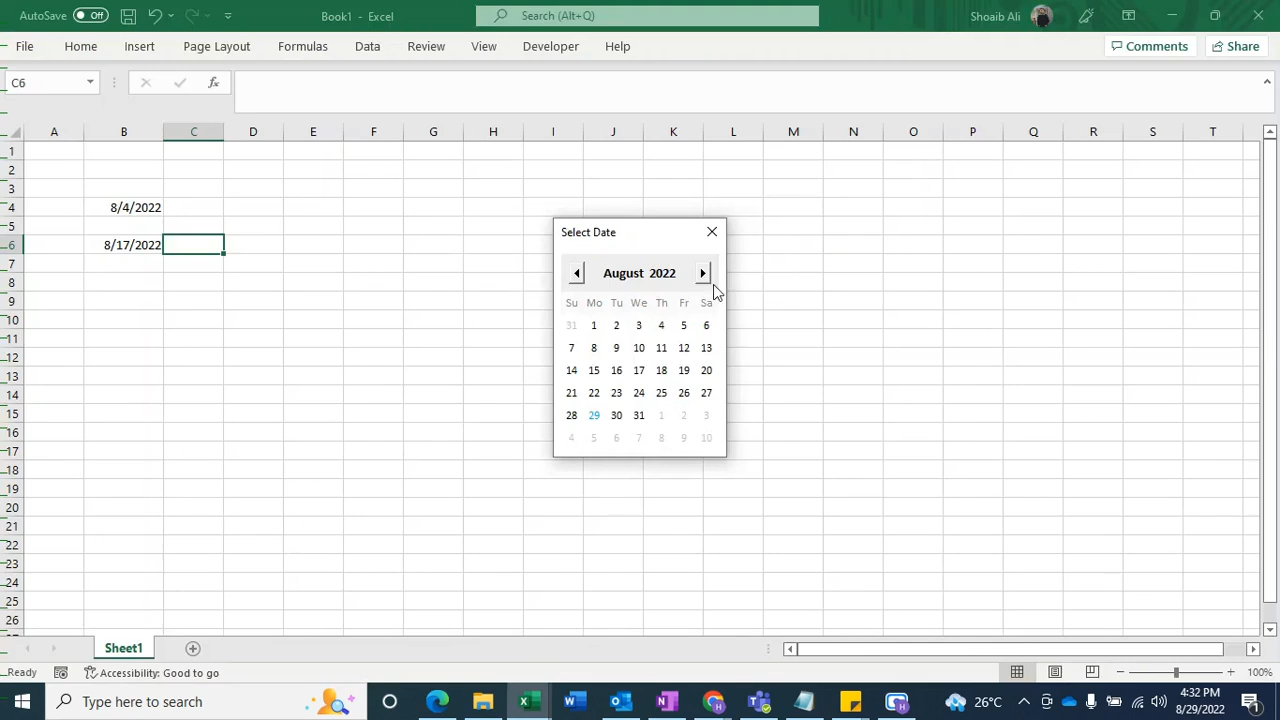 AutoSave Off Book1 - Excel Search (Alt+Q) Shoaib Ali
File Home Insert Page Layout Formulas Data Review View Developer Help Comments Share
C6 fx
A B C D E F G H I J K L M N O P Q R S T
1
2
3
4 8/4/2022
5
6 8/17/2022
7
8
9
10
11
12
13
14
15
16
17
18
19
20
21
22
23
24
25
26
Select Date
August 2022
Su Mo Tu We Th Fr Sa
31 1 2 3 4 5 6
7 8 9 10 11 12 13
14 15 16 17 18 19 20
21 22 23 24 25 26 27
28 29 30 31 1 2 3
4 5 6 7 8 9 10
Sheet1
Ready Accessibility: Good to go 100%
Type here to search 26°C 4:32 PM
8/29/2022